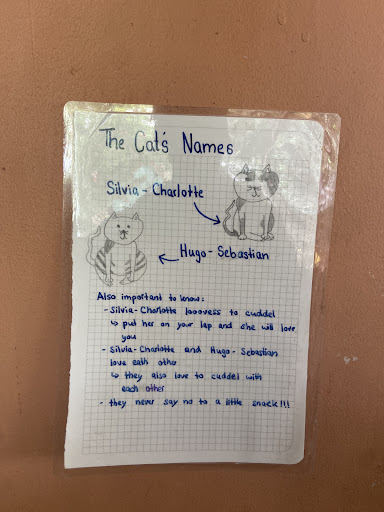 The Cat's Names
Silvia - Charlotte
Hugo - Sebastian
Also important to know:
- Silvia - Charlotte looovess to cuddel
↳ put her on your lap and she will love
you
- Silvia - Charlotte and Hugo - Sebastian
love eath other
↳ they also love to cuddel with
each other
- they never say no to a little snack!!!